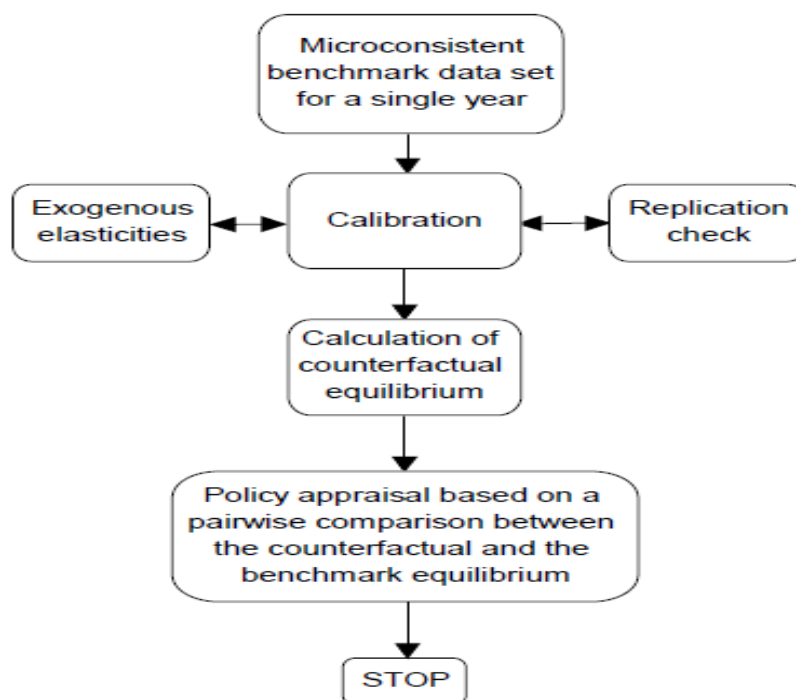 Microconsistent
benchmark data set
for a single year
Exogenous
elasticities
Calibration
Replication
check
Calculation of
counterfactual
equilibrium
Policy appraisal based on a
pairwise comparison between
the counterfactual and the
benchmark equilibrium
STOP